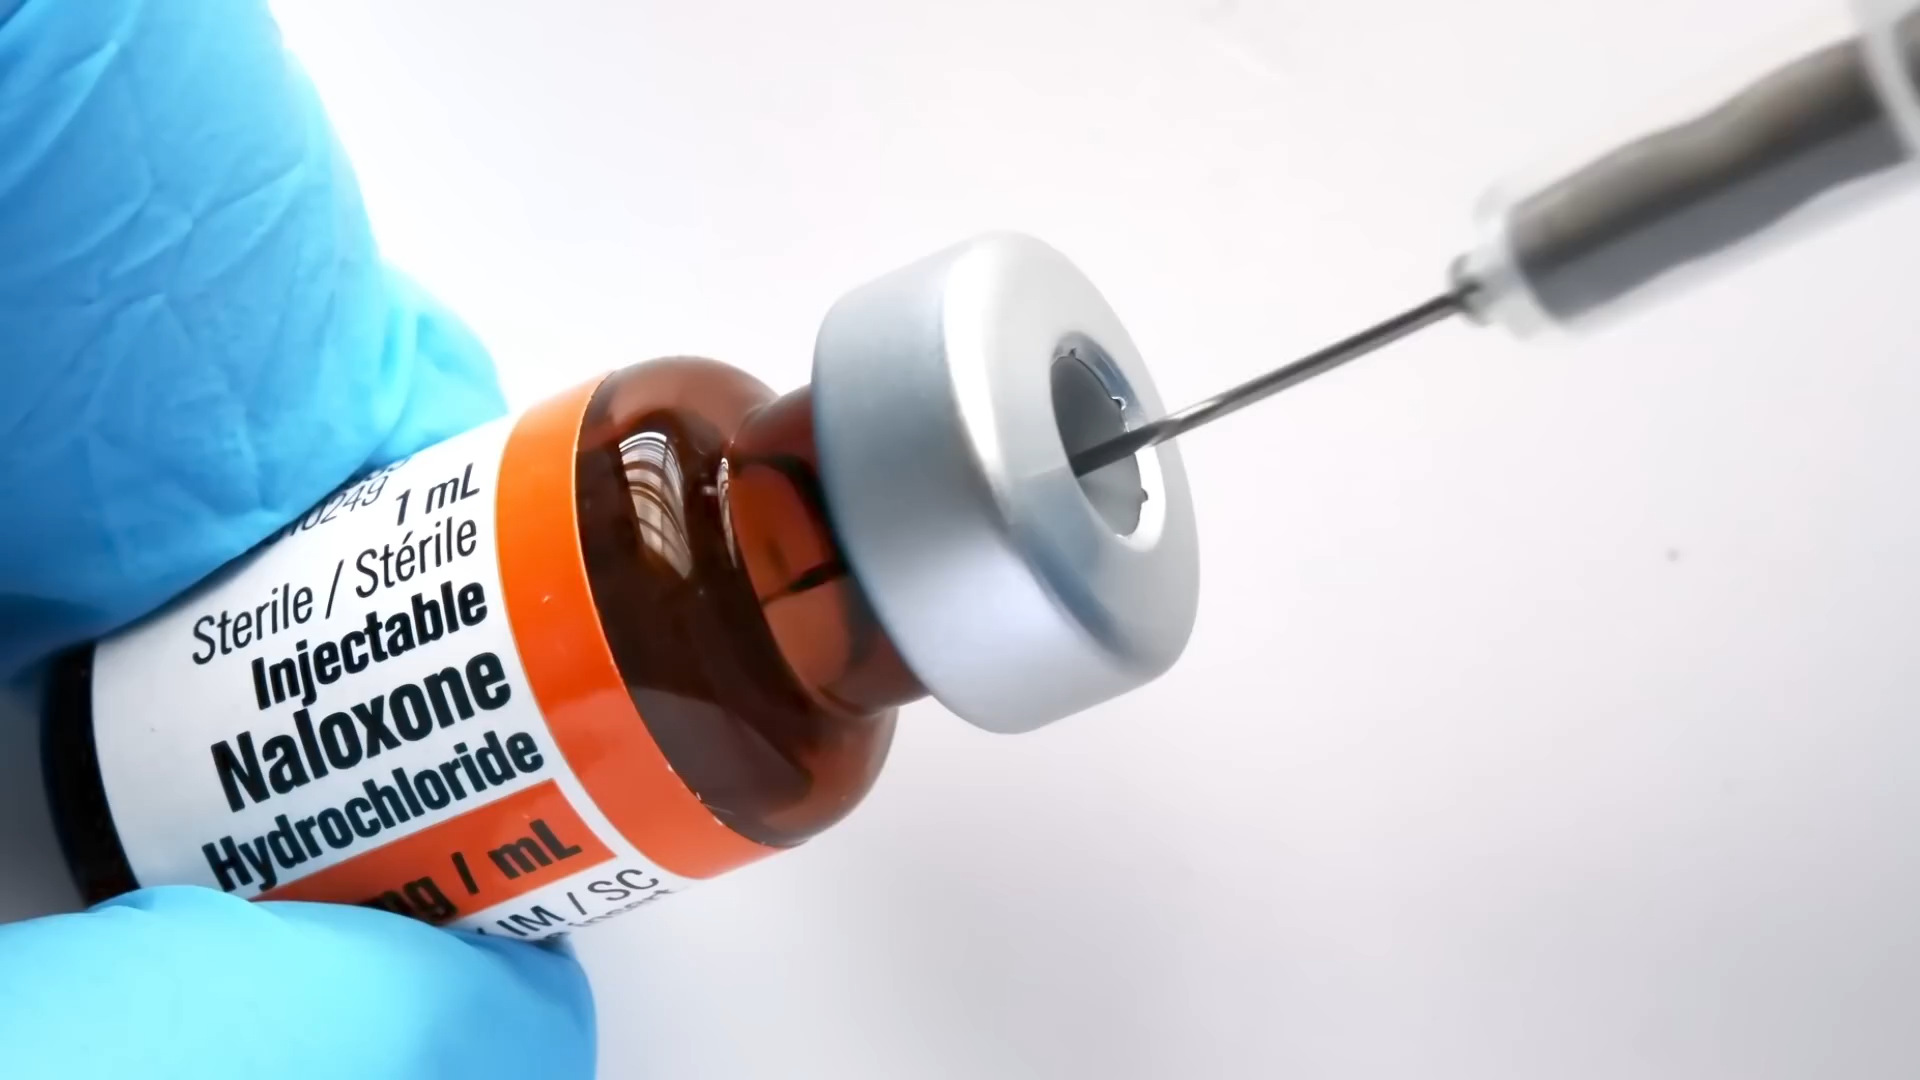 1 mL
Sterile / Stérile
Injectable
Naloxone
Hydrochloride
/ mL
IM / SC